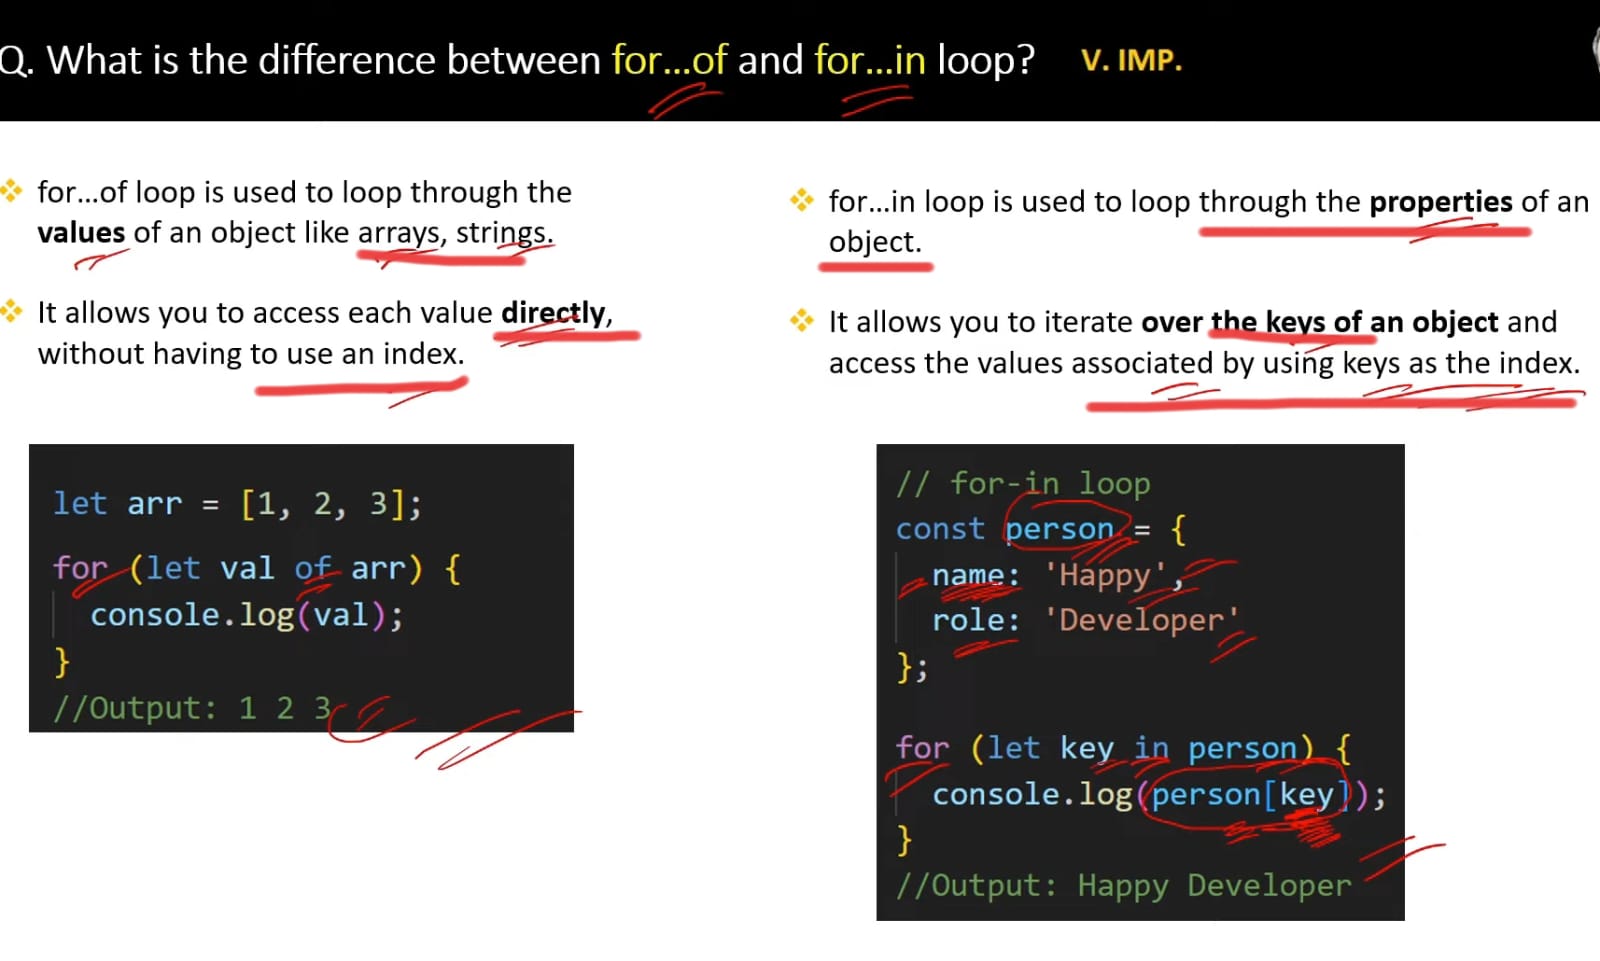 Q. What is the difference between for...of and for...in loop? V. IMP.
for...of loop is used to loop through the
values of an object like arrays, strings.
It allows you to access each value directly,
without having to use an index.
let arr = [1, 2, 3];
for (let val of arr) {
console.log(val);
}
//Output: 1 2 3
for...in loop is used to loop through the properties of an
object.
It allows you to iterate over the keys of an object and
access the values associated by using keys as the index.
// for-in loop
const person = {
name: 'Happy',
role: 'Developer'
};
for (let key in person) {
console.log(person[key]);
}
//Output: Happy Developer